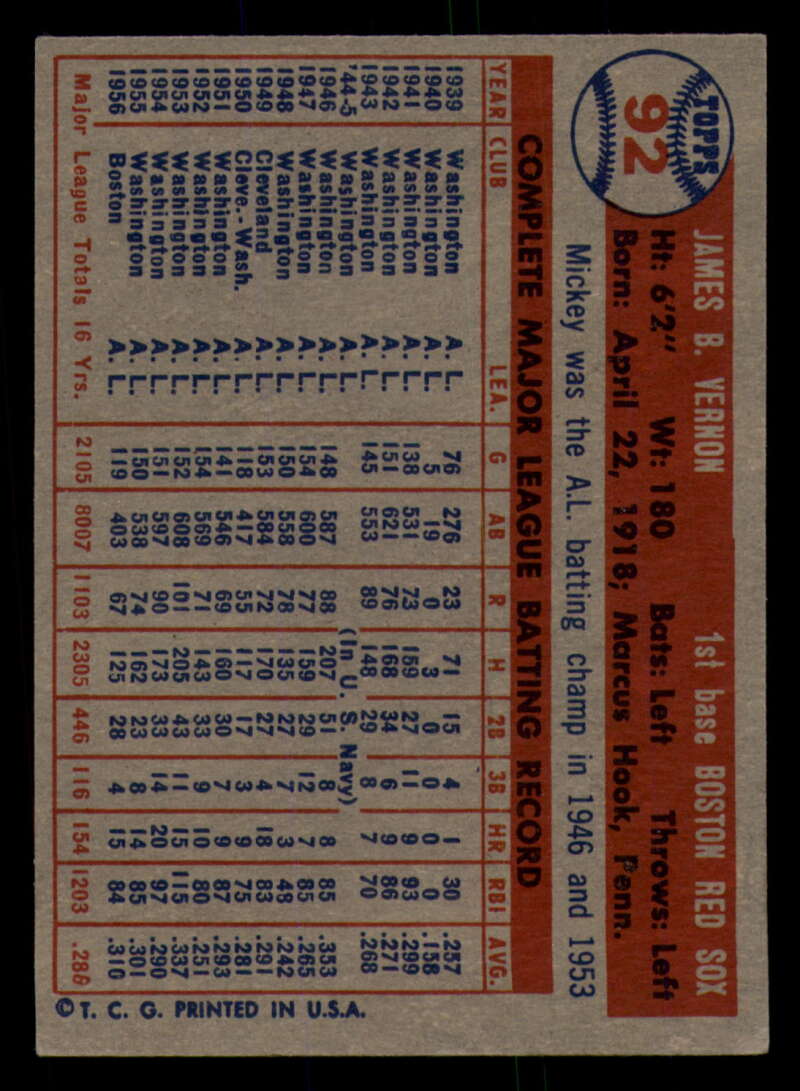 TOPPS
92
JAMES B. VERNON 1st base BOSTON RED SOX
Ht: 6'2" Wt: 180 Bats: Left Throws: Left
Born: April 22, 1918; Marcus Hook, Penn.
Mickey was the A.L. batting champ in 1946 and 1953
COMPLETE MAJOR LEAGUE BATTING RECORD
YEAR CLUB LEA. G AB R H 2B 3B HR RBI AVG.
1939 Washington A. L. 76 276 23 71 15 4 1 30 .257
1940 Washington A. L. 5 19 0 3 0 0 0 0 .158
1941 Washington A. L. 138 531 73 159 27 11 9 93 .299
1942 Washington A. L. 151 621 76 168 34 6 9 86 .271
1943 Washington A. L. 145 553 89 148 29 8 7 70 .268
'44-5 Washington A. L. (In U. S. Navy)
1946 Washington A. L. 148 587 88 207 51 8 8 85 .353
1947 Washington A. L. 154 600 77 159 29 12 7 85 .265
1948 Washington A. L. 150 558 78 135 27 7 3 48 .242
1949 Cleveland A. L. 153 584 72 170 27 4 18 83 .291
1950 Cleve.-Wash. A. L. 118 417 55 117 17 3 9 75 .281
1951 Washington A. L. 141 546 69 160 30 7 9 87 .293
1952 Washington A. L. 154 569 71 143 33 9 10 80 .251
1953 Washington A. L. 152 608 101 205 43 11 15 115 .337
1954 Washington A. L. 151 597 90 173 33 14 20 97 .290
1955 Washington A. L. 150 538 74 162 23 8 14 85 .301
1956 Boston A. L. 119 403 67 125 28 4 15 84 .310
Major League Totals 16 Yrs. 2105 8007 1103 2305 446 116 154 1203 .288
© T. C. G. PRINTED IN U.S.A.